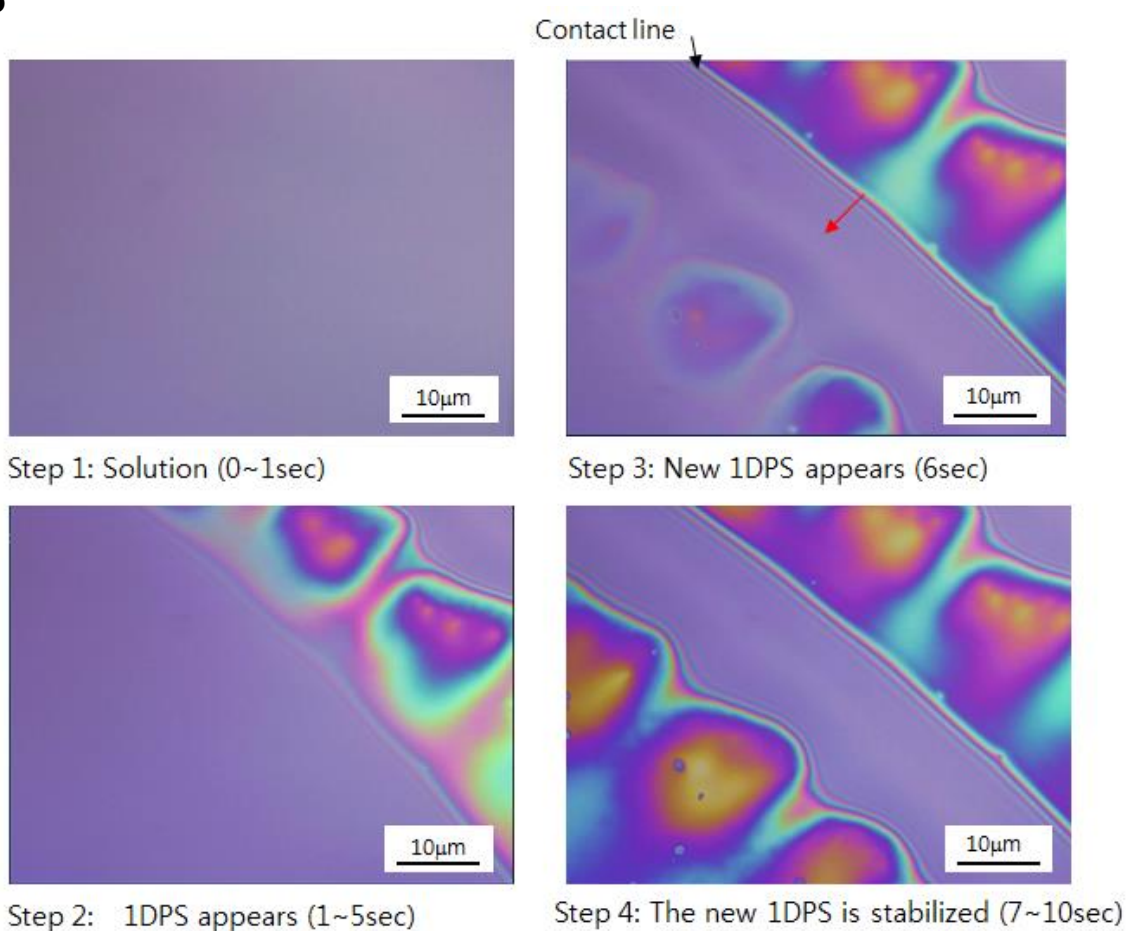 Contact line
10μm
10μm
Step 1: Solution (0~1sec)
Step 3: New 1DPS appears (6sec)
10μm
10μm
Step 2: 1DPS appears (1~5sec)
Step 4: The new 1DPS is stabilized (7~10sec)